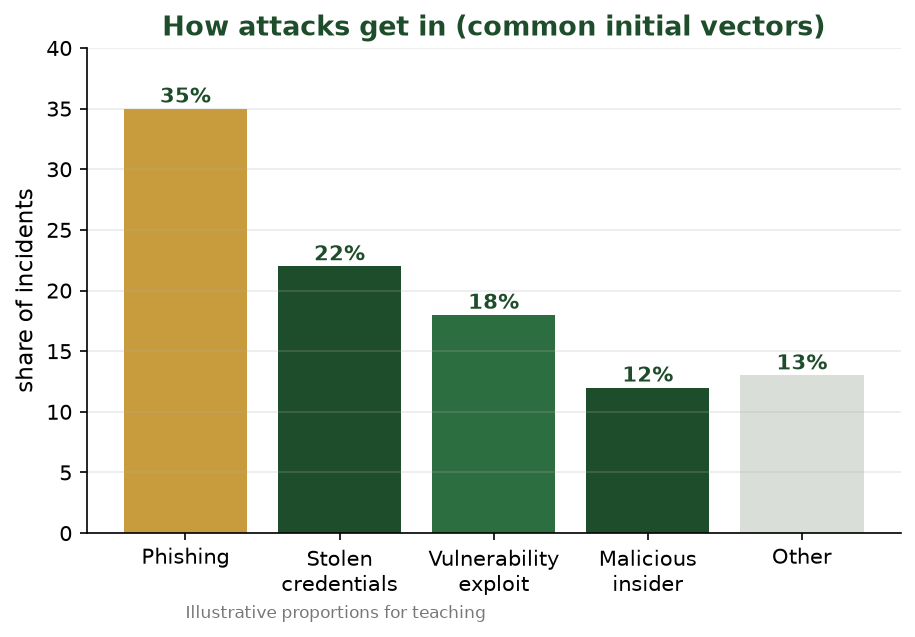 How attacks get in (common initial vectors)
share of incidents
40
35
30
25
20
15
10
5
0
35%
22%
18%
12%
13%
Phishing
Stolen
credentials
Vulnerability
exploit
Malicious
insider
Other
Illustrative proportions for teaching